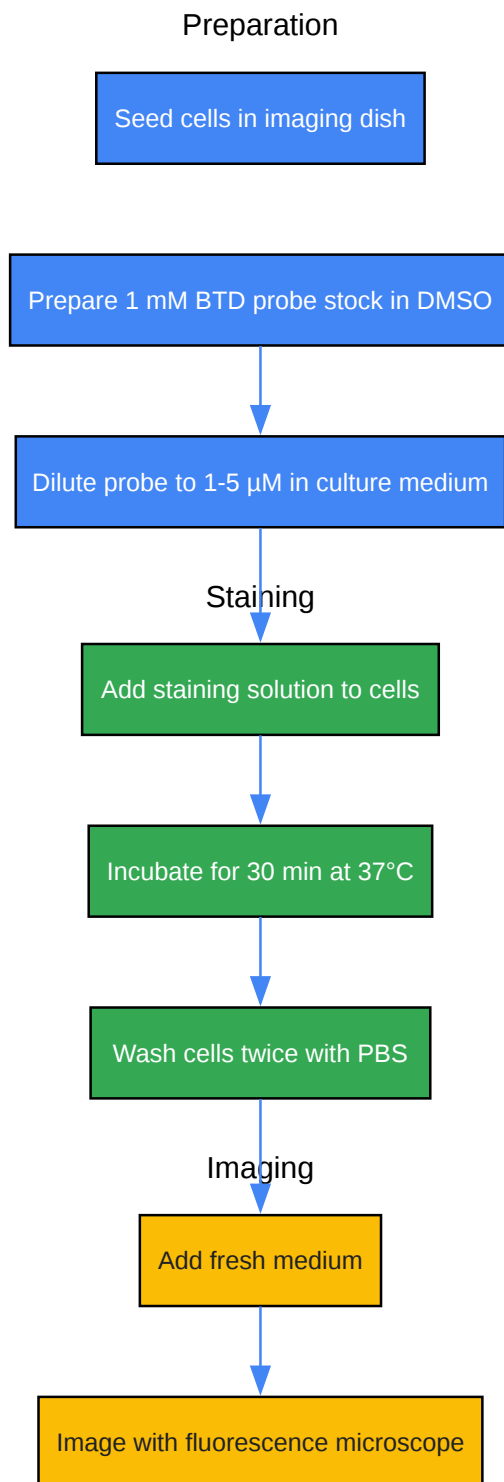 Preparation
Seed cells in imaging dish
Prepare 1 mM BTD probe stock in DMSO
Dilute probe to 1-5 µM in culture medium
Staining
Add staining solution to cells
Incubate for 30 min at 37°C
Wash cells twice with PBS
Imaging
Add fresh medium
Image with fluorescence microscope